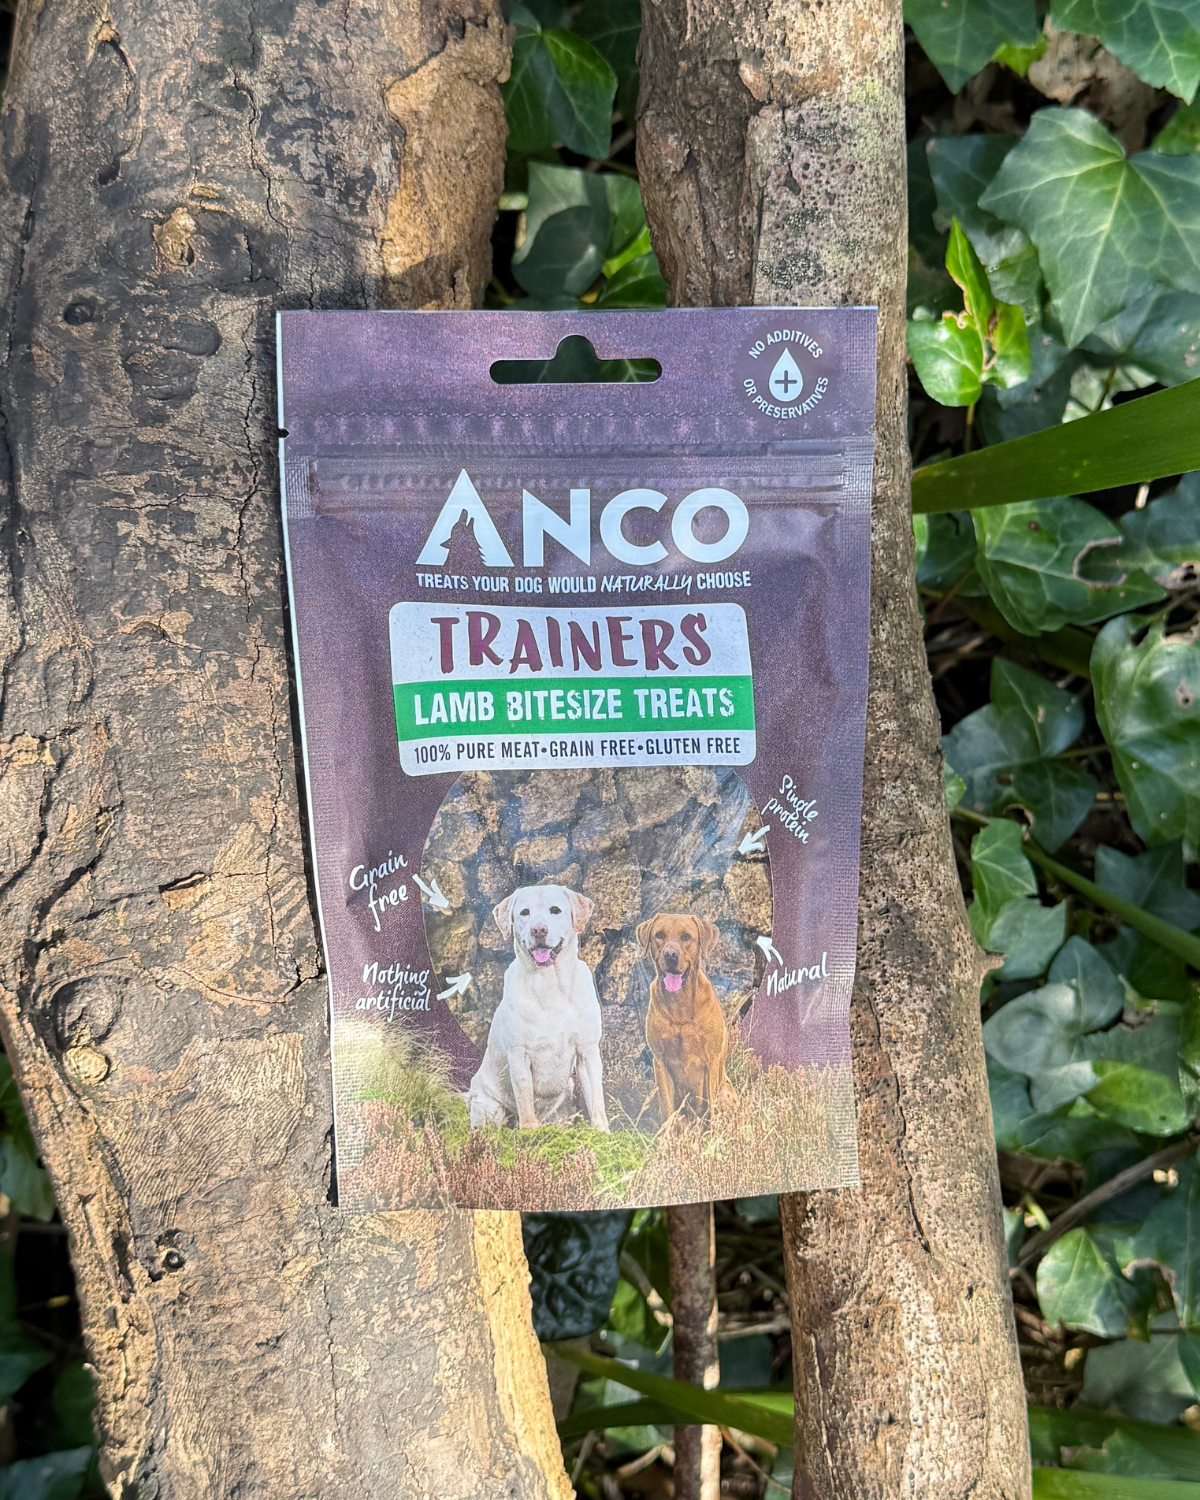 NO ADDITIVES
OR PRESERVATIVES
ANCO
TREATS YOUR DOG WOULD NATURALLY CHOOSE
TRAINERS
LAMB BITESIZE TREATS
100% PURE MEAT•GRAIN FREE•GLUTEN FREE
Single
protein
Grain
free
Nothing
artificial
Natural